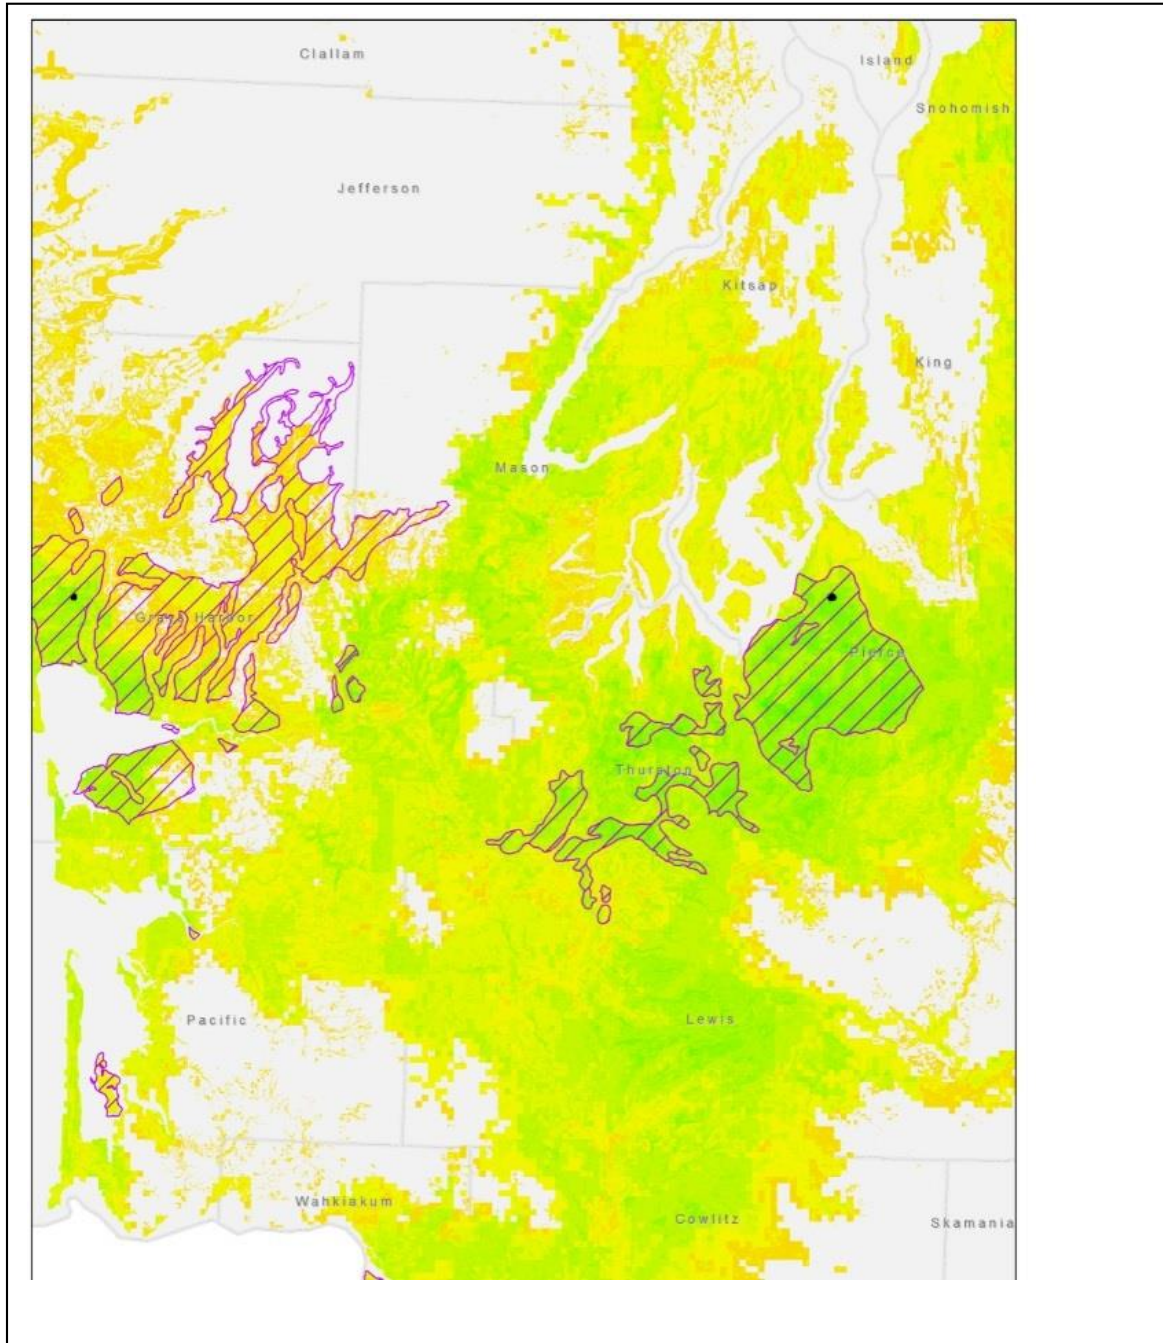 Clallam
Island
Snohomish
Jefferson
Kitsap
King
Mason
Grays Harbor
Pierce
Thurston
Pacific
Lewis
Wahkiakum
Cowlitz
Skamania